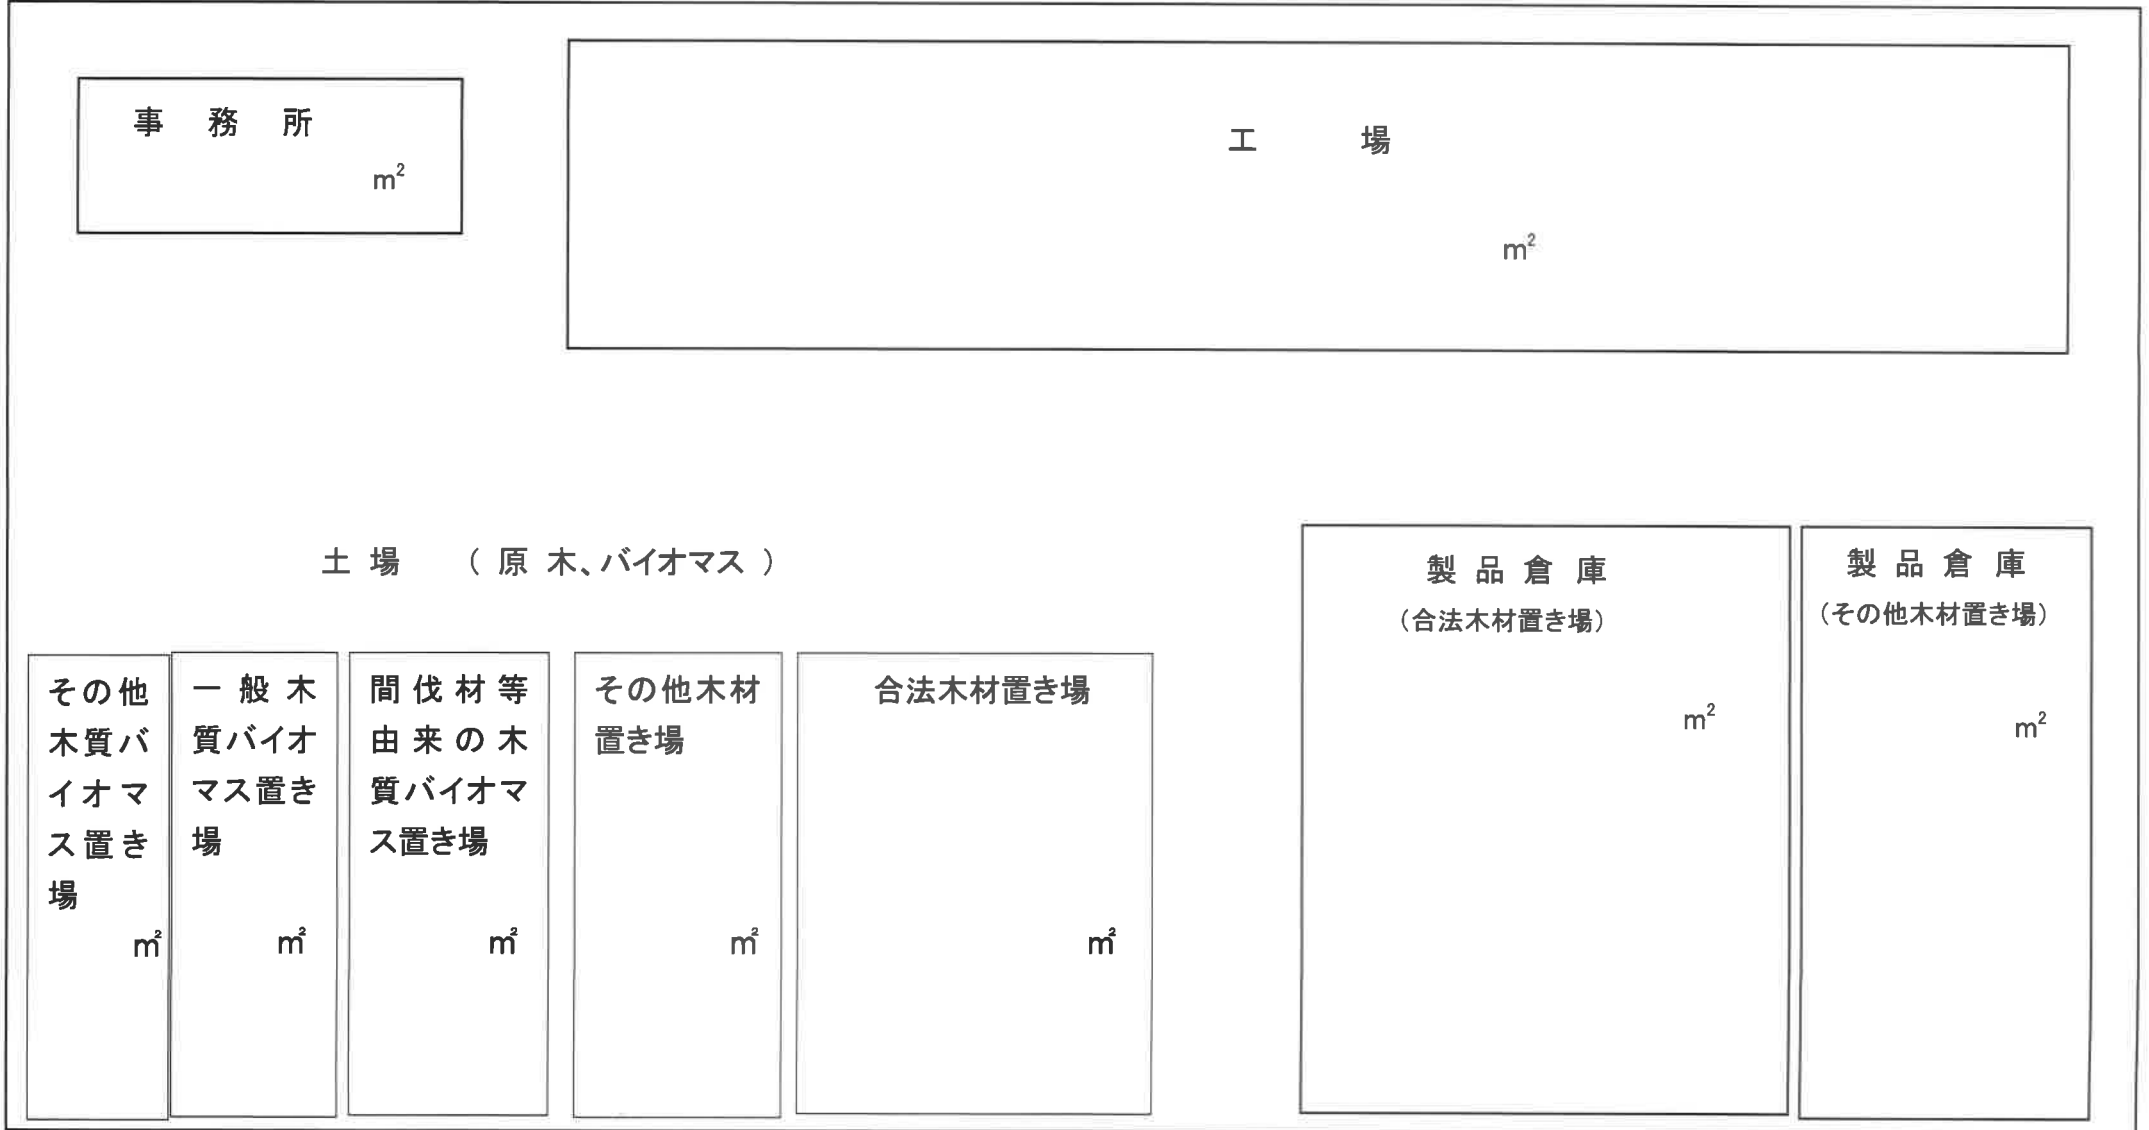 事 務 所
m²
工 場
m²
土 場 （ 原 木、バイオマス ）
その他
木質バ
イオマ
ス置き
場
㎡
一 般 木
質バイオ
マス置き
場
㎡
間 伐 材 等
由 来 の 木
質バイオマ
ス置き場
㎡
その他木材
置き場
㎡
合法木材置き場
㎡
製 品 倉 庫
（合法木材置き場）
m²
製 品 倉 庫
（その他木材置き場）
m²